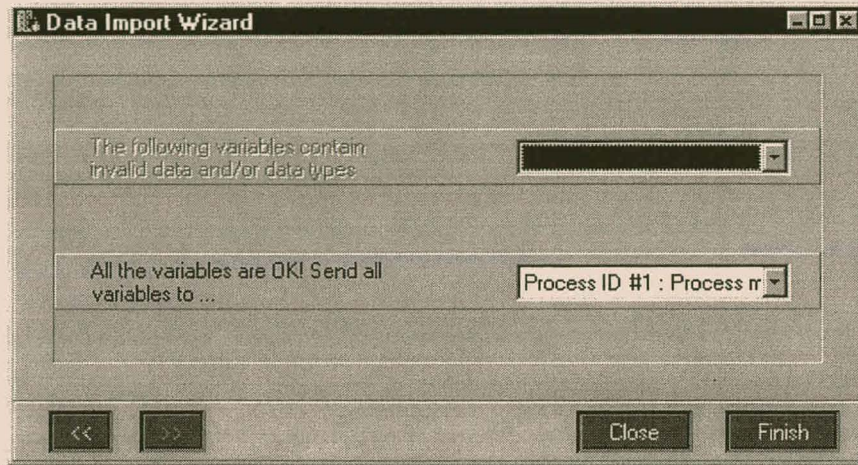 Data Import Wizard
The following variables contain
invalid data and/or data types
All the variables are OK! Send all
variables to ...
Process ID #1 : Process m
<<
>>
Close
Finish